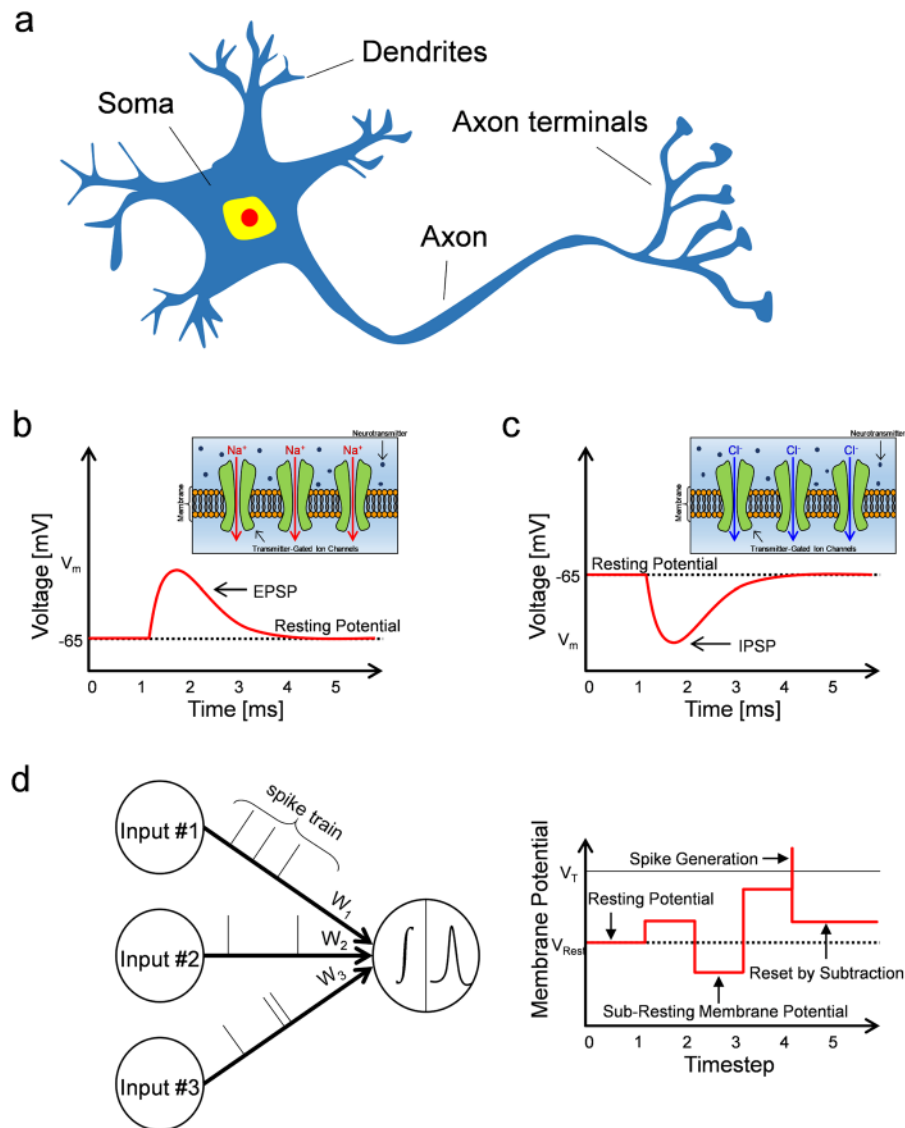 a
Dendrites
Soma
Axon terminals
Axon
b
Neurotransmitter
Na⁺ Na⁺ Na⁺
Membrane
Transmitter-Gated Ion Channels
Voltage [mV]
Vm
EPSP
Resting Potential
-65
0 1 2 3 4 5
Time [ms]
c
Neurotransmitter
Cl⁻ Cl⁻ Cl⁻
Membrane
Transmitter-Gated Ion Channels
Voltage [mV]
Resting Potential
-65
Vm
IPSP
0 1 2 3 4 5
Time [ms]
d
Input #1
spike train
W1
Input #2
W2
W3
Input #3
Membrane Potential
Spike Generation
VT
Resting Potential
VRest
Reset by Subtraction
Sub-Resting Membrane Potential
0 1 2 3 4 5
Timestep